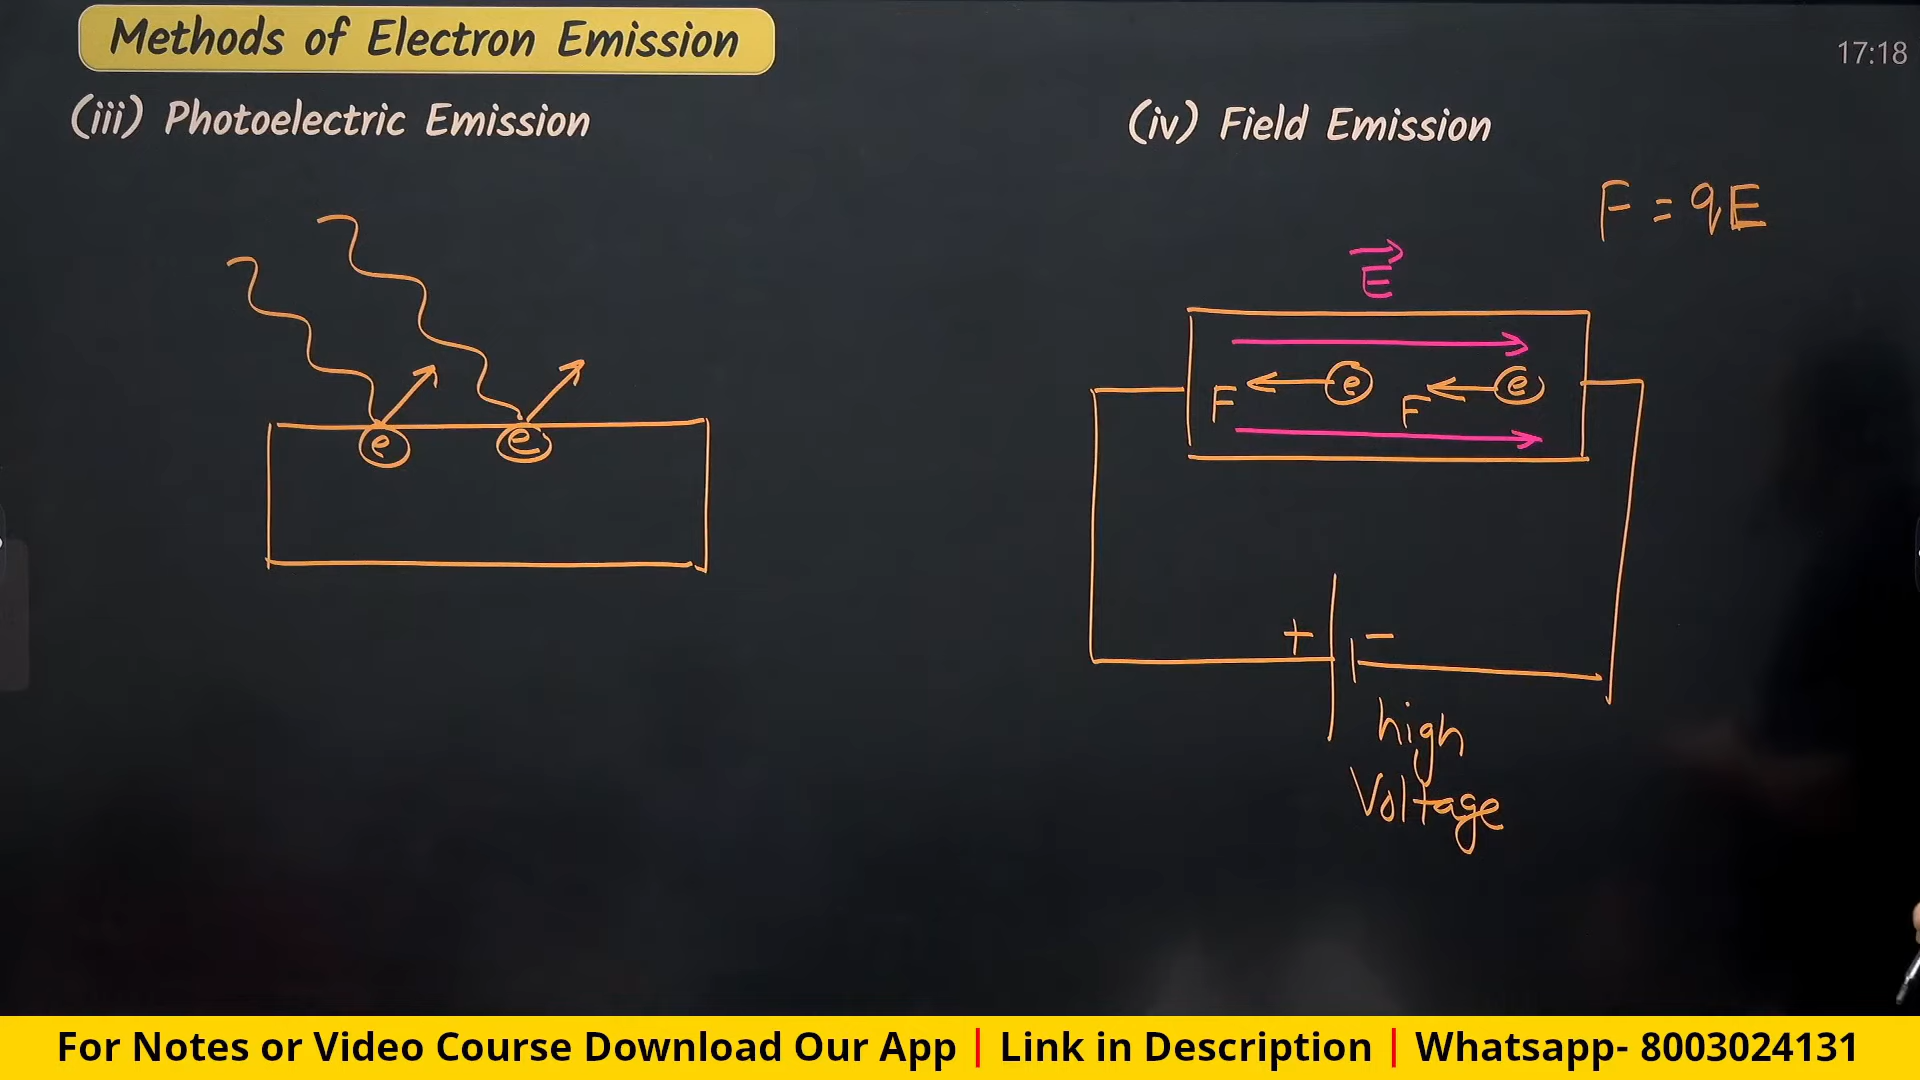 Methods of Electron Emission
17:18
(iii) Photoelectric Emission
(iv) Field Emission
F = qE
E
e
e
F
e
F
e
+
−
high
Voltage
For Notes or Video Course Download Our App | Link in Description | Whatsapp- 8003024131